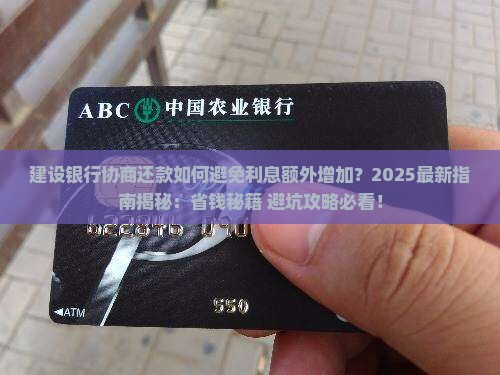 ABC 中国农业银行
建设银行协商还款如何避免利息额外增加？2025最新指
南揭秘：省钱秘籍 避坑攻略必看！
622846 090
550
◀ATM